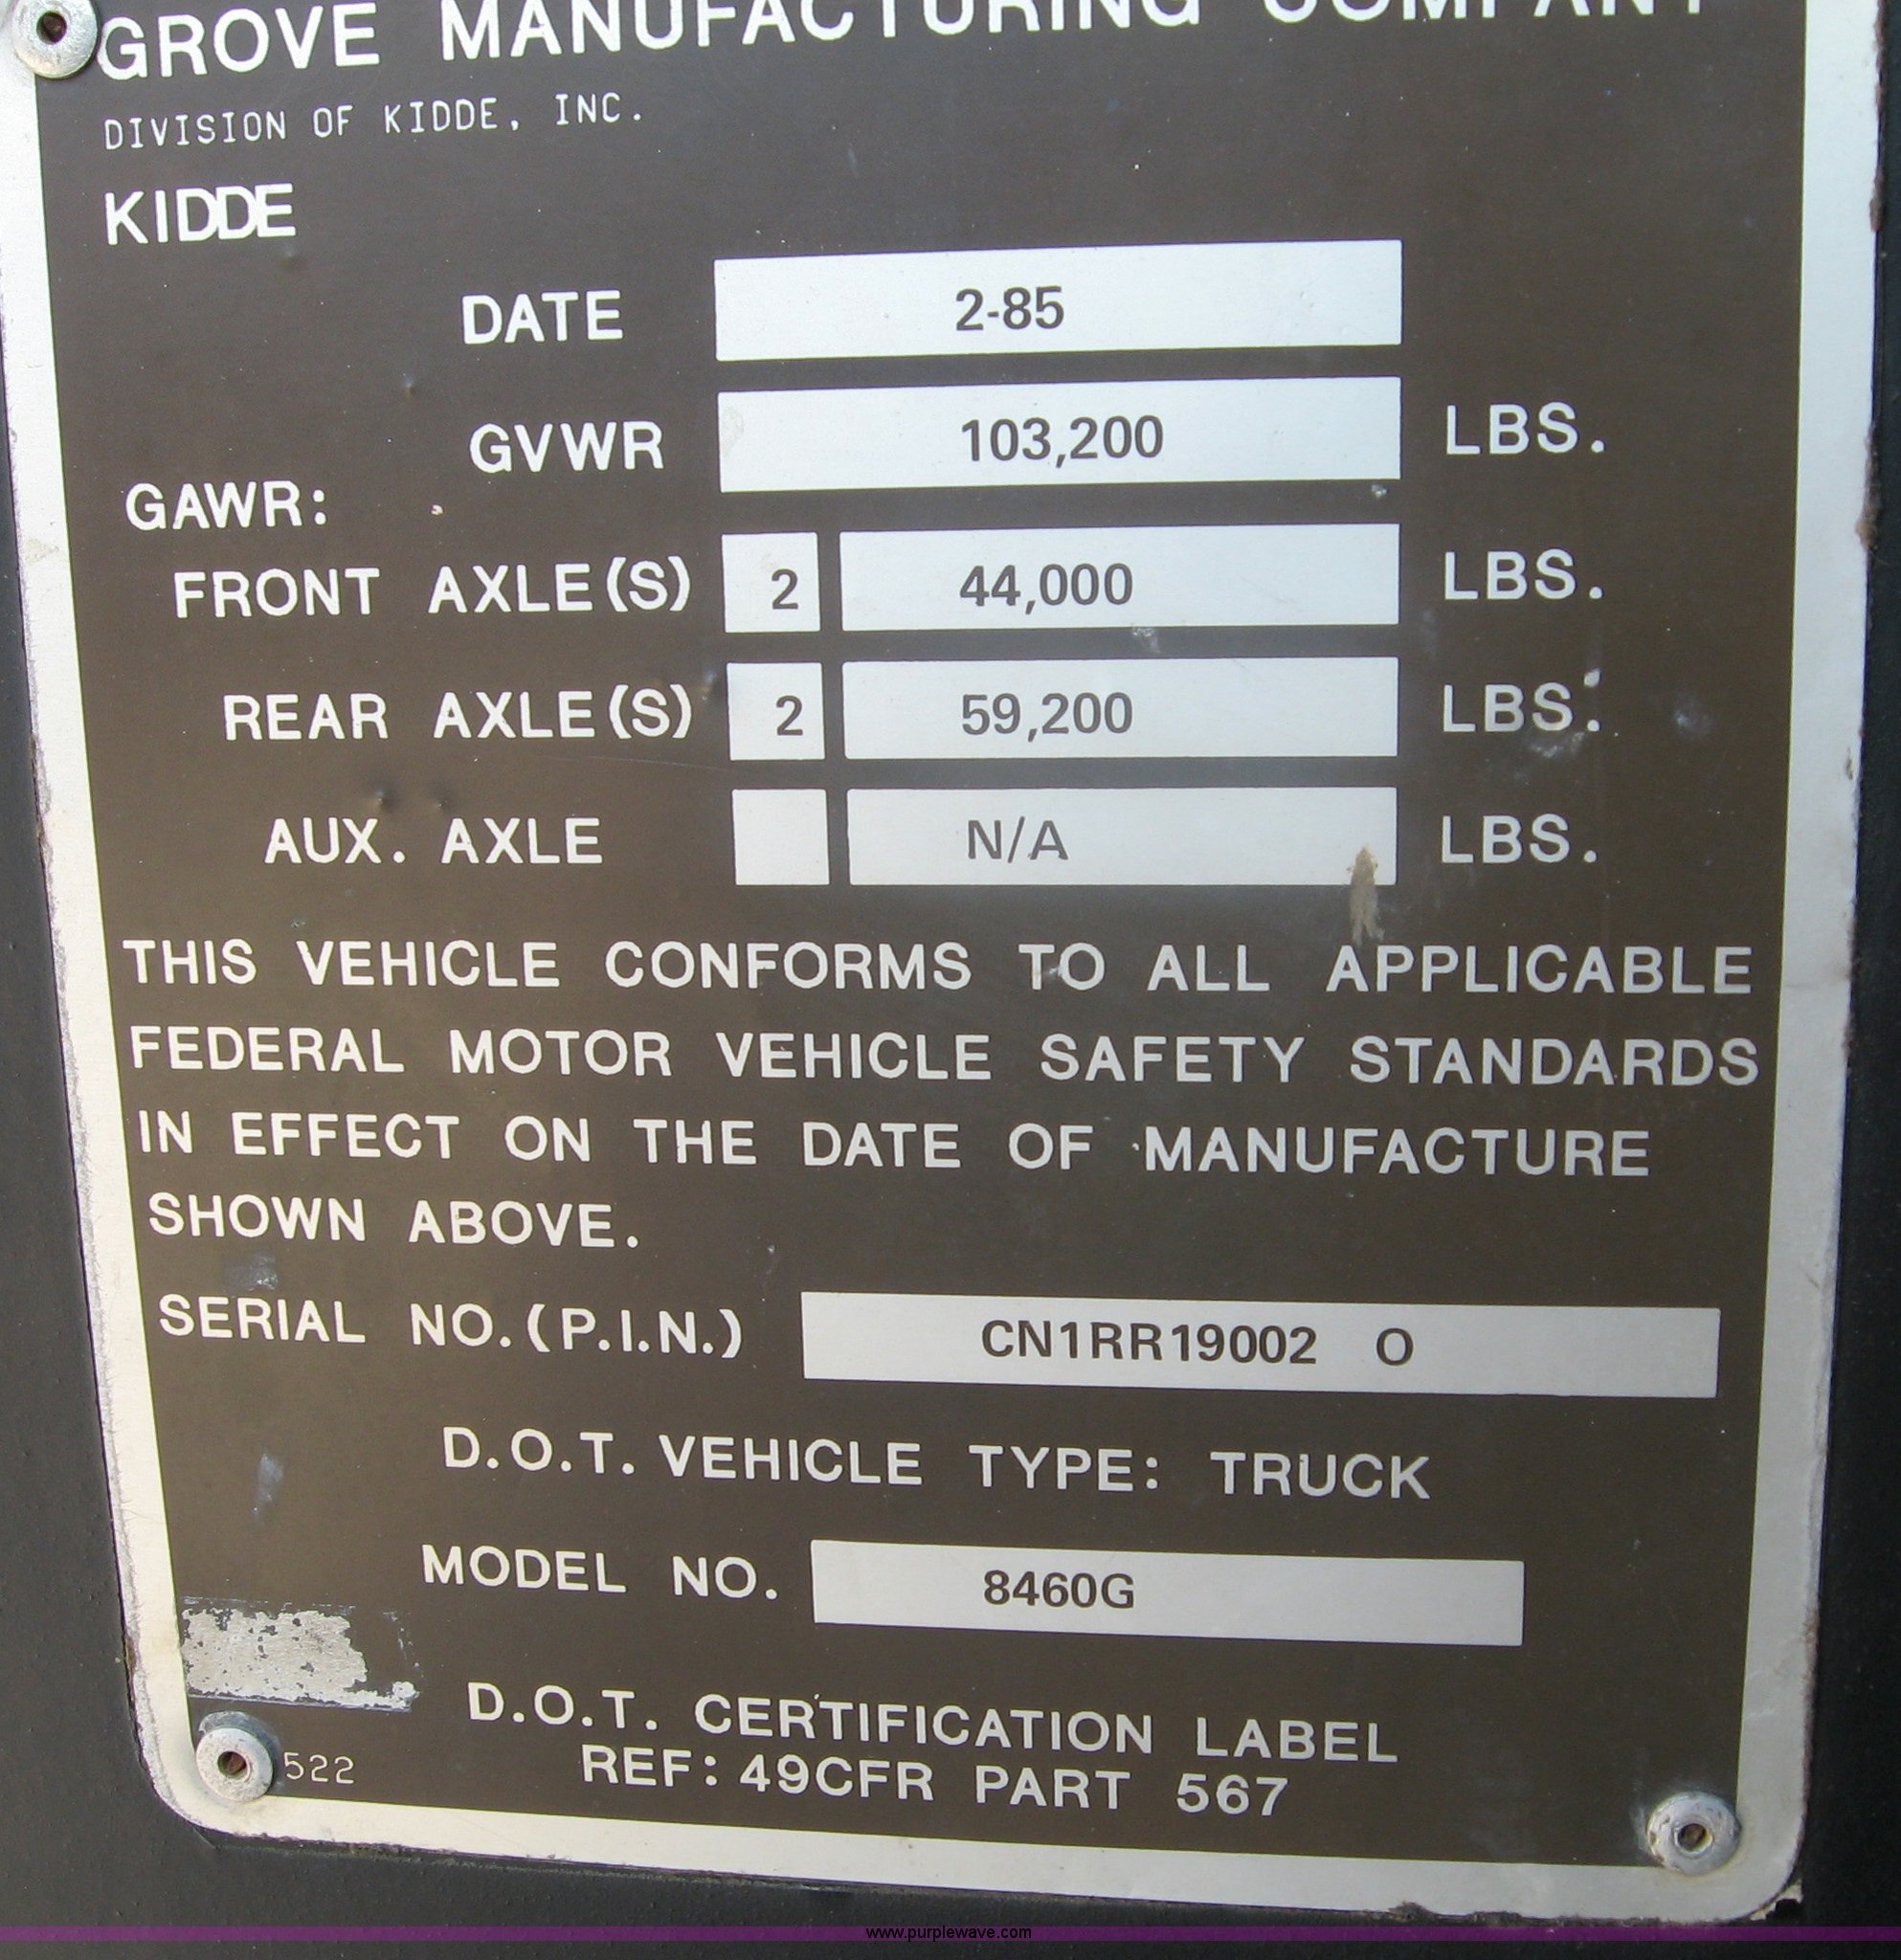 GROVE MANUFACTURING COMPANY
DIVISION OF KIDDE, INC.
KIDDE
DATE 2-85
GVWR 103,200 LBS.
GAWR:
FRONT AXLE(S) 2 44,000 LBS.
REAR AXLE(S) 2 59,200 LBS.
AUX. AXLE N/A LBS.
THIS VEHICLE CONFORMS TO ALL APPLICABLE
FEDERAL MOTOR VEHICLE SAFETY STANDARDS
IN EFFECT ON THE DATE OF MANUFACTURE
SHOWN ABOVE.
SERIAL NO.(P.I.N.) CN1RR19002 O
D.O.T. VEHICLE TYPE: TRUCK
MODEL NO. 8460G
D.O.T. CERTIFICATION LABEL
REF: 49CFR PART 567
522
www.purplewave.com